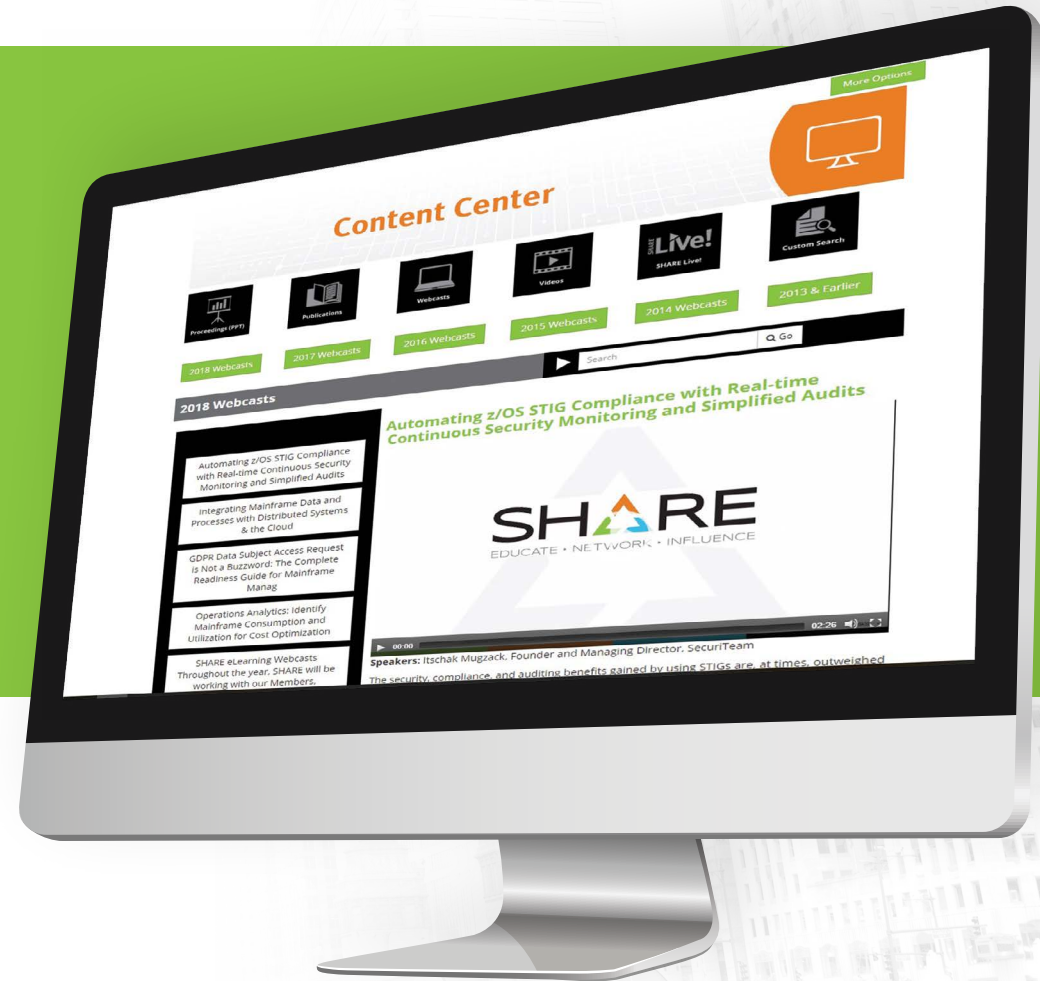 More Options
Content Center
Proceedings (PPT)
Publications
Webcasts
Videos
SHARE Live!
SHARE Live!
Custom Search
2018 Webcasts
2017 Webcasts
2016 Webcasts
2015 Webcasts
2014 Webcasts
2013 & Earlier
2018 Webcasts
Search
Go
Automating z/OS STIG Compliance
with Real-time Continuous Security
Monitoring and Simplified Audits
Integrating Mainframe Data and
Processes with Distributed Systems
& the Cloud
GDPR Data Subject Access Request
is Not a Buzzword: The Complete
Readiness Guide for Mainframe
Manag
Operations Analytics: Identify
Mainframe Consumption and
Utilization for Cost Optimization
SHARE eLearning Webcasts
Throughout the year, SHARE will be
working with our Members,
Automating z/OS STIG Compliance with Real-time
Continuous Security Monitoring and Simplified Audits
SHARE
EDUCATE • NETWORK • INFLUENCE
00:00
02:26
Speakers: Itschak Mugzack, Founder and Managing Director, SecuriTeam
The security, compliance, and auditing benefits gained by using STIGs are, at times, outweighed